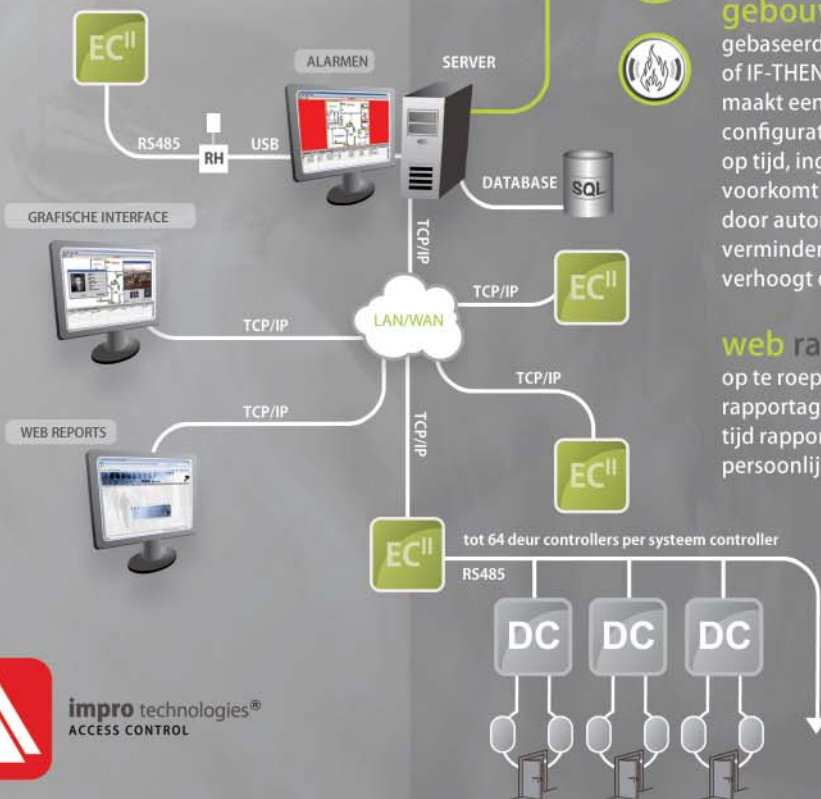 EC II
ALARMEN
SERVER
RS485
RH
USB
DATABASE
SQL
GRAFISCHE INTERFACE
TCP/IP
TCP/IP
EC II
LAN/WAN
TCP/IP
TCP/IP
WEB REPORTS
TCP/IP
TCP/IP
EC II
EC II
tot 64 deur controllers per systeem controller
RS485
DC
DC
DC
impro technologies®
ACCESS CONTROL
gebaseerd
of IF-THEN
maakt een
configurat
op tijd, ing
voorkomt
door autor
verminder
verhoogt
web ra
op te roep
rapportag
tijd rappor
persoonlij